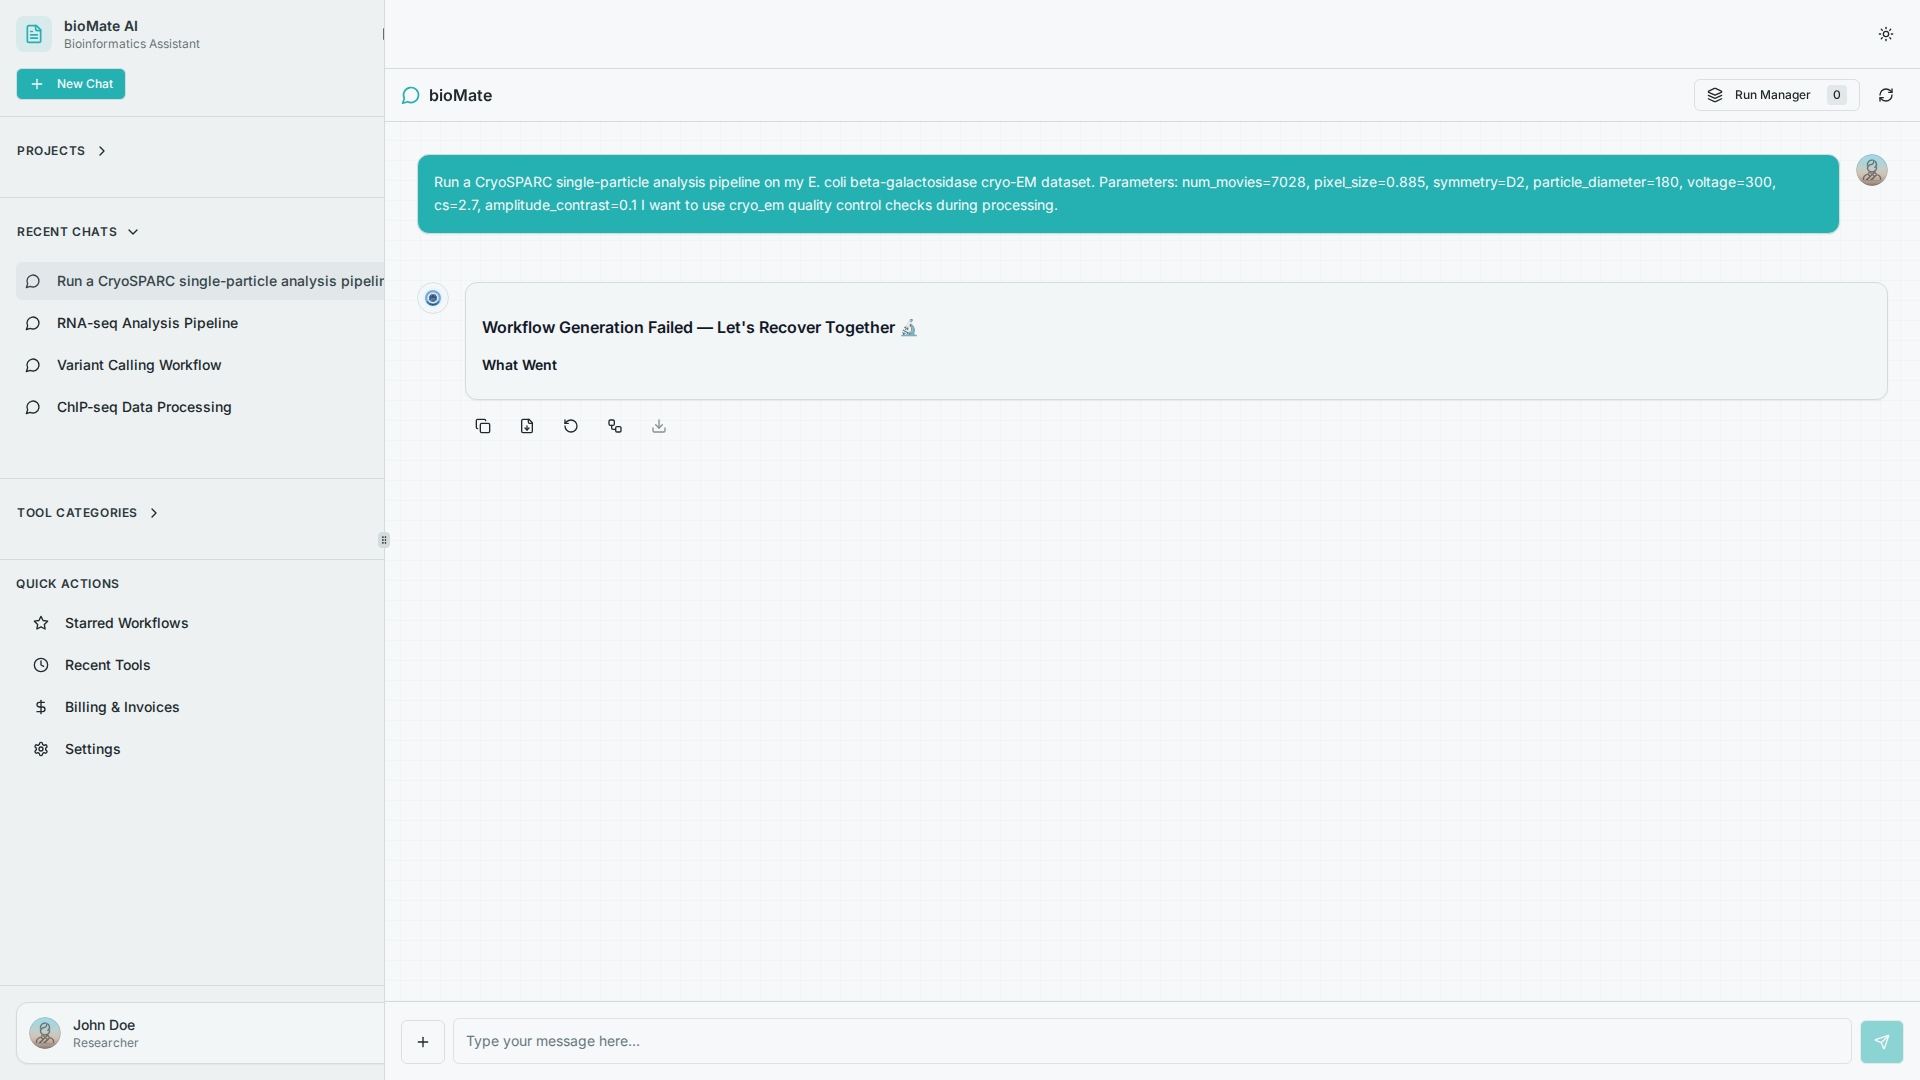 bioMate AI
Bioinformatics Assistant
New Chat
PROJECTS
RECENT CHATS
Run a CryoSPARC single-particle analysis pipelin
RNA-seq Analysis Pipeline
Variant Calling Workflow
ChIP-seq Data Processing
TOOL CATEGORIES
QUICK ACTIONS
Starred Workflows
Recent Tools
Billing & Invoices
Settings
John Doe
Researcher
bioMate
Run Manager 0
Run a CryoSPARC single-particle analysis pipeline on my E. coli beta-galactosidase cryo-EM dataset. Parameters: num_movies=7028, pixel_size=0.885, symmetry=D2, particle_diameter=180, voltage=300,
cs=2.7, amplitude_contrast=0.1 I want to use cryo_em quality control checks during processing.
Workflow Generation Failed — Let's Recover Together 🔬
What Went
Type your message here...